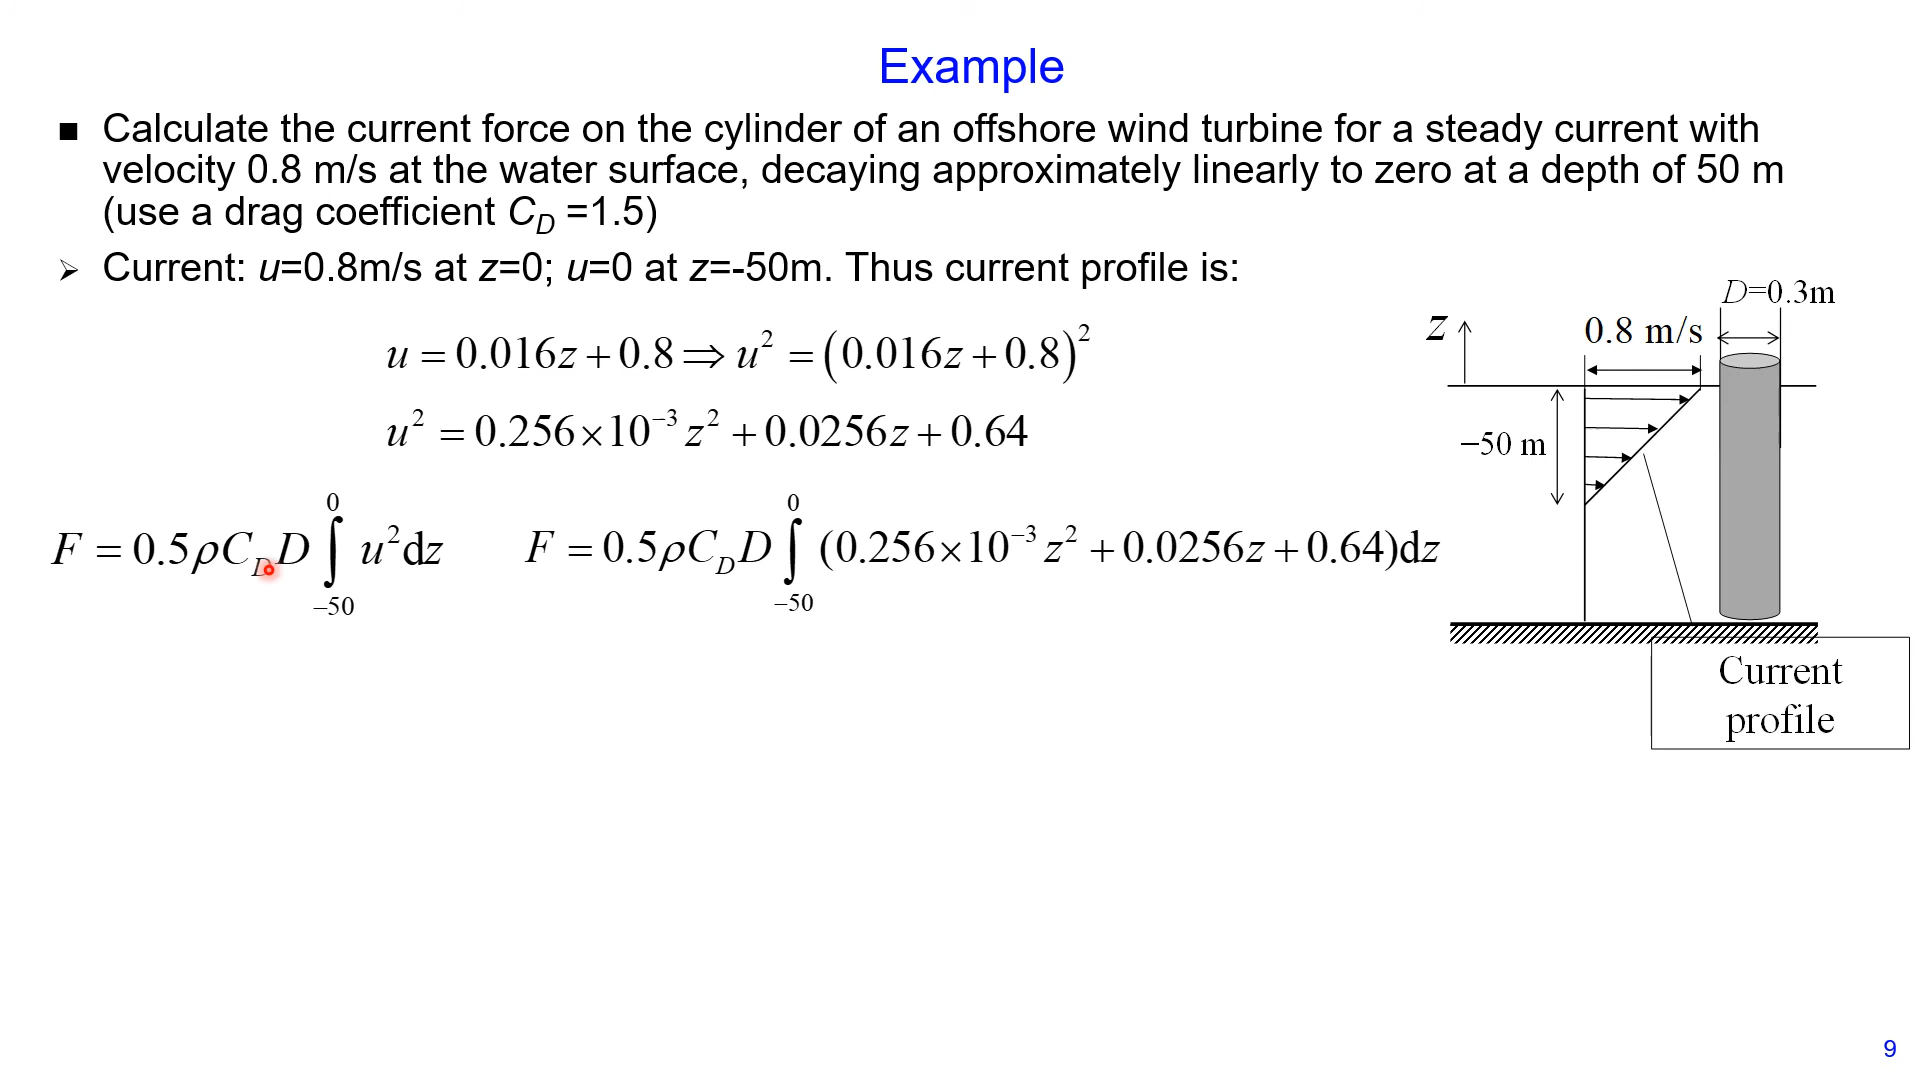 Example
■ Calculate the current force on the cylinder of an offshore wind turbine for a steady current with
velocity 0.8 m/s at the water surface, decaying approximately linearly to zero at a depth of 50 m
(use a drag coefficient C_D =1.5)
➢ Current: u=0.8m/s at z=0; u=0 at z=-50m. Thus current profile is:
u = 0.016z + 0.8 ⇒ u² = (0.016z + 0.8)²
u² = 0.256×10⁻³ z² + 0.0256z + 0.64
F = 0.5ρC_D D ∫_{−50}^{0} u²dz
F = 0.5ρC_D D ∫_{−50}^{0} (0.256×10⁻³ z² + 0.0256z + 0.64)dz
D=0.3m
z
0.8 m/s
−50 m
Current
profile
9